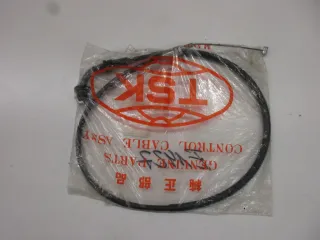 TSK
純正部品
GENUINE PARTS
CONTROL CABLE ASSY